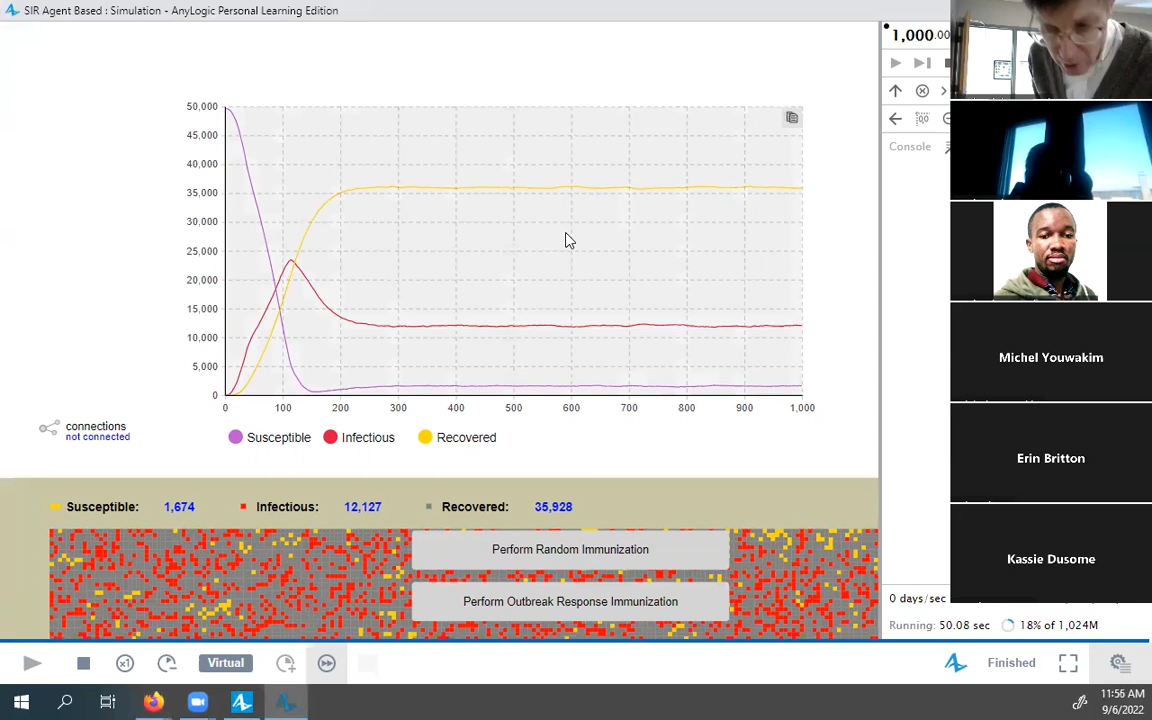 SIR Agent Based : Simulation - AnyLogic Personal Learning Edition
1,000.00
50,000
45,000
40,000
35,000
30,000
25,000
20,000
15,000
10,000
5,000
0
0 100 200 300 400 500 600 700 800 900 1,000
Susceptible Infectious Recovered
connections
not connected
Console
Susceptible: 1,674 Infectious: 12,127 Recovered: 35,928
Perform Random Immunization
Perform Outbreak Response Immunization
Michel Youwakim
Erin Britton
Kassie Dusome
0 days/sec
Running: 50.08 sec 18% of 1,024M
x1 Virtual Finished
11:56 AM
9/6/2022